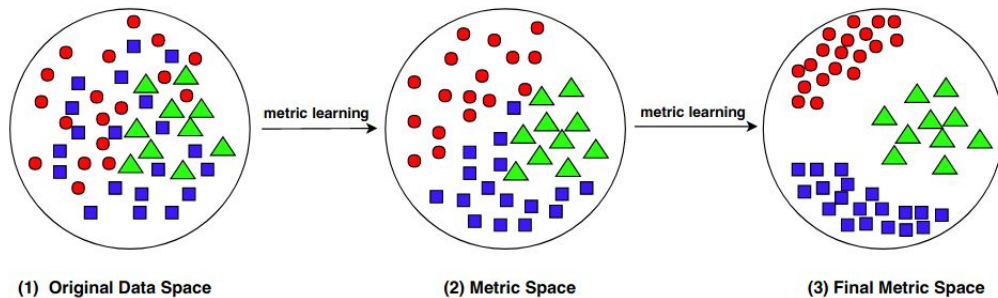 metric learning
metric learning
(1) Original Data Space
(2) Metric Space
(3) Final Metric Space